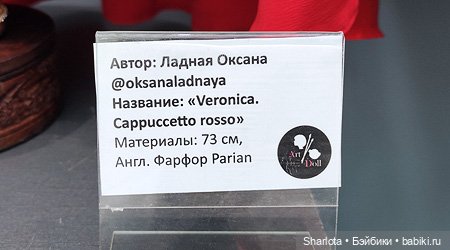 Автор: Ладная Оксана
@oksanaladnaya
Название: «Veronica.
Cappuccetto rosso»
Материалы: 73 см,
Англ. Фарфор Parian
Art
Doll
Sharlota • Бэйбики • babiki.ru